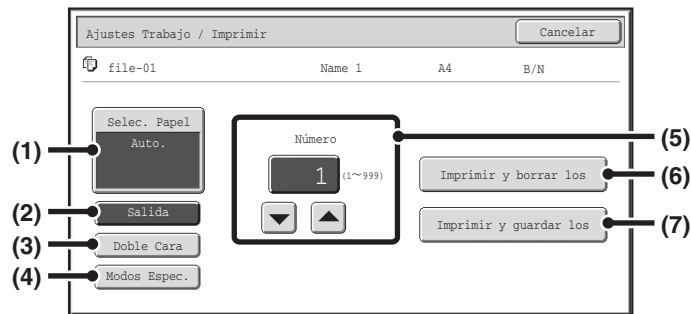 Ajustes Trabajo / Imprimir
Cancelar
file-01 Name 1 A4 B/N
Selec. Papel
Auto.
(1)
Salida
(2)
Doble Cara
(3)
Modos Espec.
(4)
Número
1 (1~999)
(5)
Imprimir y borrar los
(6)
Imprimir y guardar los
(7)